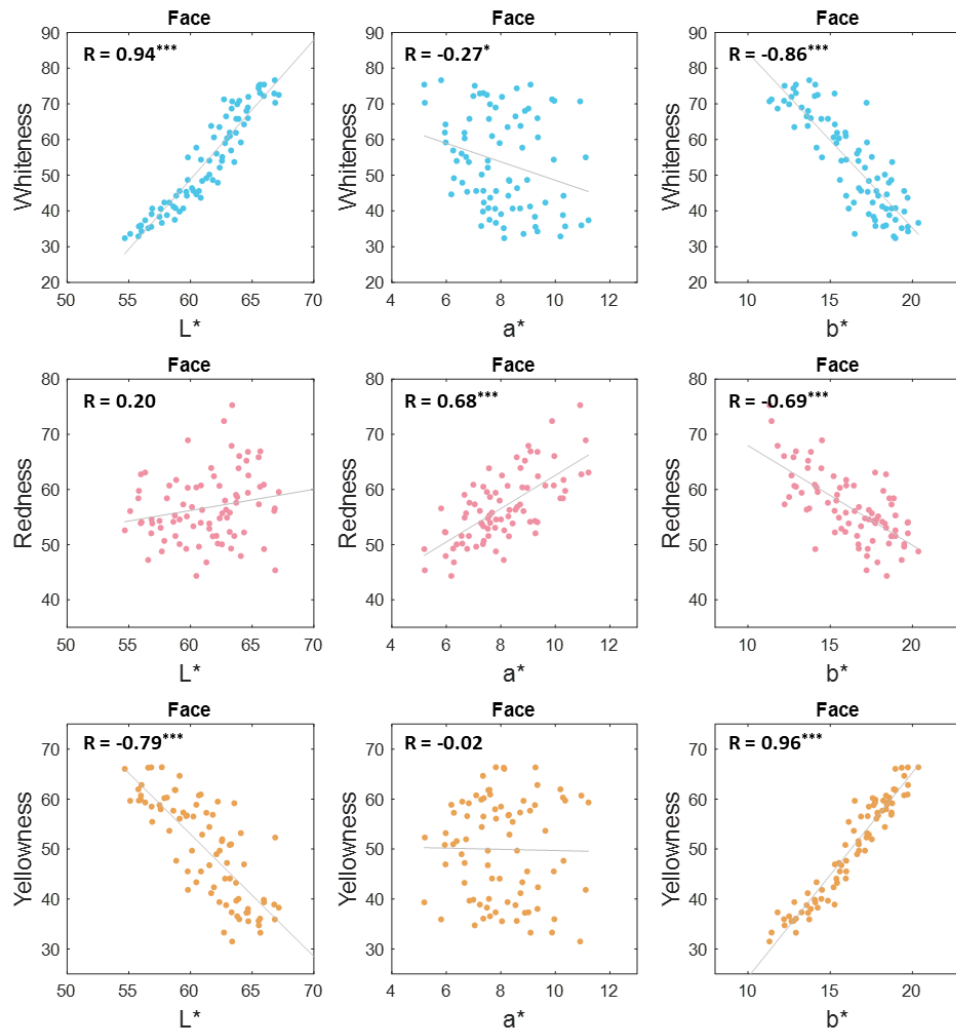 Face
R = 0.94***
Whiteness
90
80
70
60
50
40
30
20
50
55
60
65
70
L*
Face
R = -0.27*
Whiteness
90
80
70
60
50
40
30
20
4
6
8
10
12
a*
Face
R = -0.86***
Whiteness
90
80
70
60
50
40
30
20
10
15
20
b*
Face
R = 0.20
Redness
80
70
60
50
40
50
55
60
65
70
L*
Face
R = 0.68***
Redness
80
70
60
50
40
4
6
8
10
12
a*
Face
R = -0.69***
Redness
80
70
60
50
40
10
15
20
b*
Face
R = -0.79***
Yellowness
70
60
50
40
30
50
55
60
65
70
L*
Face
R = -0.02
Yellowness
70
60
50
40
30
4
6
8
10
12
a*
Face
R = 0.96***
Yellowness
70
60
50
40
30
10
15
20
b*